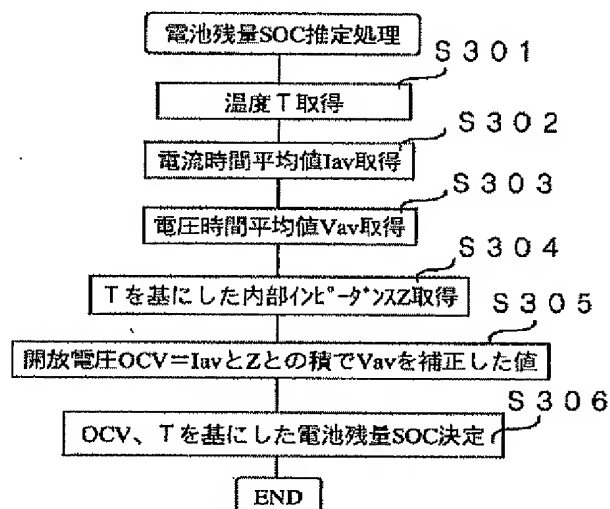 電池残量SOC推定処理
S301
温度T取得
S302
電流時間平均値Iav取得
S303
電圧時間平均値Vav取得
S304
Tを基にした内部インピーダンスZ取得
S305
開放電圧OCV=IavとZとの積でVavを補正した値
S306
OCV、Tを基にした電池残量SOC決定
END